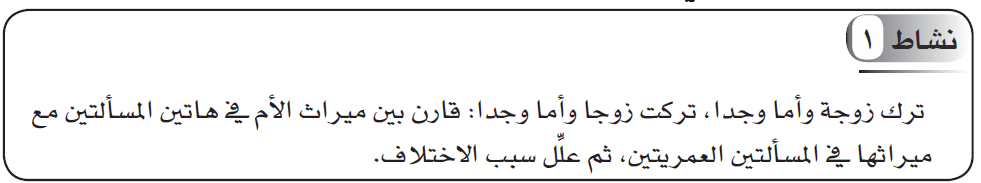 نشاط ١
ترك زوجة وأما وجدا، تركت زوجا وأما وجدا: قارن بين ميراث الأم في هاتين المسألتين مع
ميراثها في المسألتين العمريتين، ثم علِّل سبب الاختلاف.